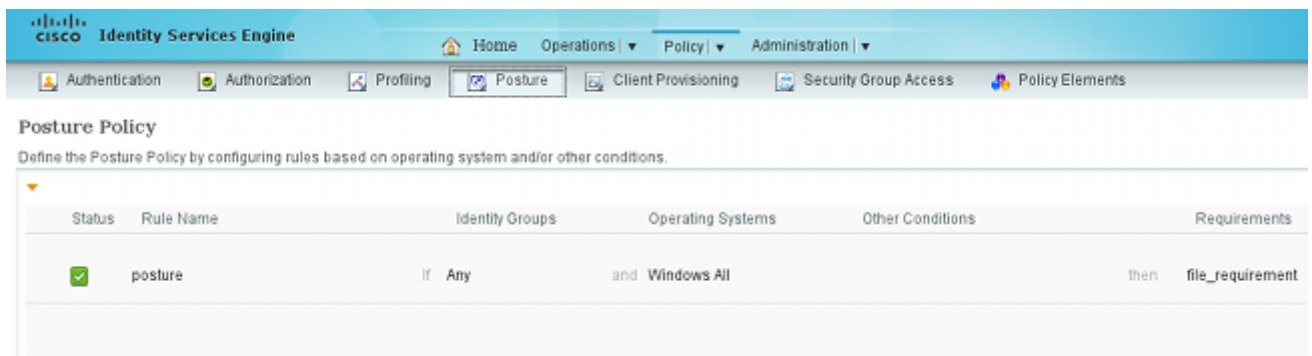 cisco Identity Services Engine
Home Operations Policy Administration
Authentication Authorization Profiling Posture Client Provisioning Security Group Access Policy Elements
Posture Policy
Define the Posture Policy by configuring rules based on operating system and/or other conditions.
Status Rule Name Identity Groups Operating Systems Other Conditions Requirements
posture If Any and Windows All then file_requirement